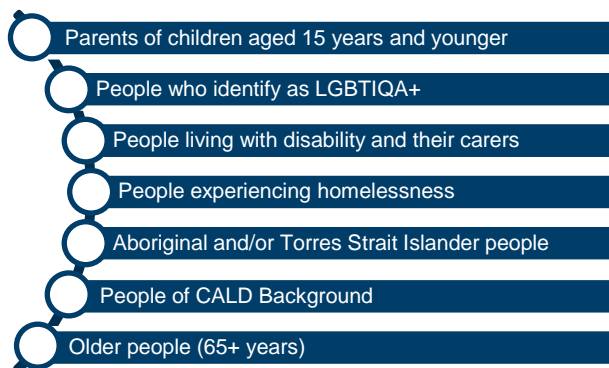 Parents of children aged 15 years and younger
People who identify as LGBTIQA+
People living with disability and their carers
People experiencing homelessness
Aboriginal and/or Torres Strait Islander people
People of CALD Background
Older people (65+ years)